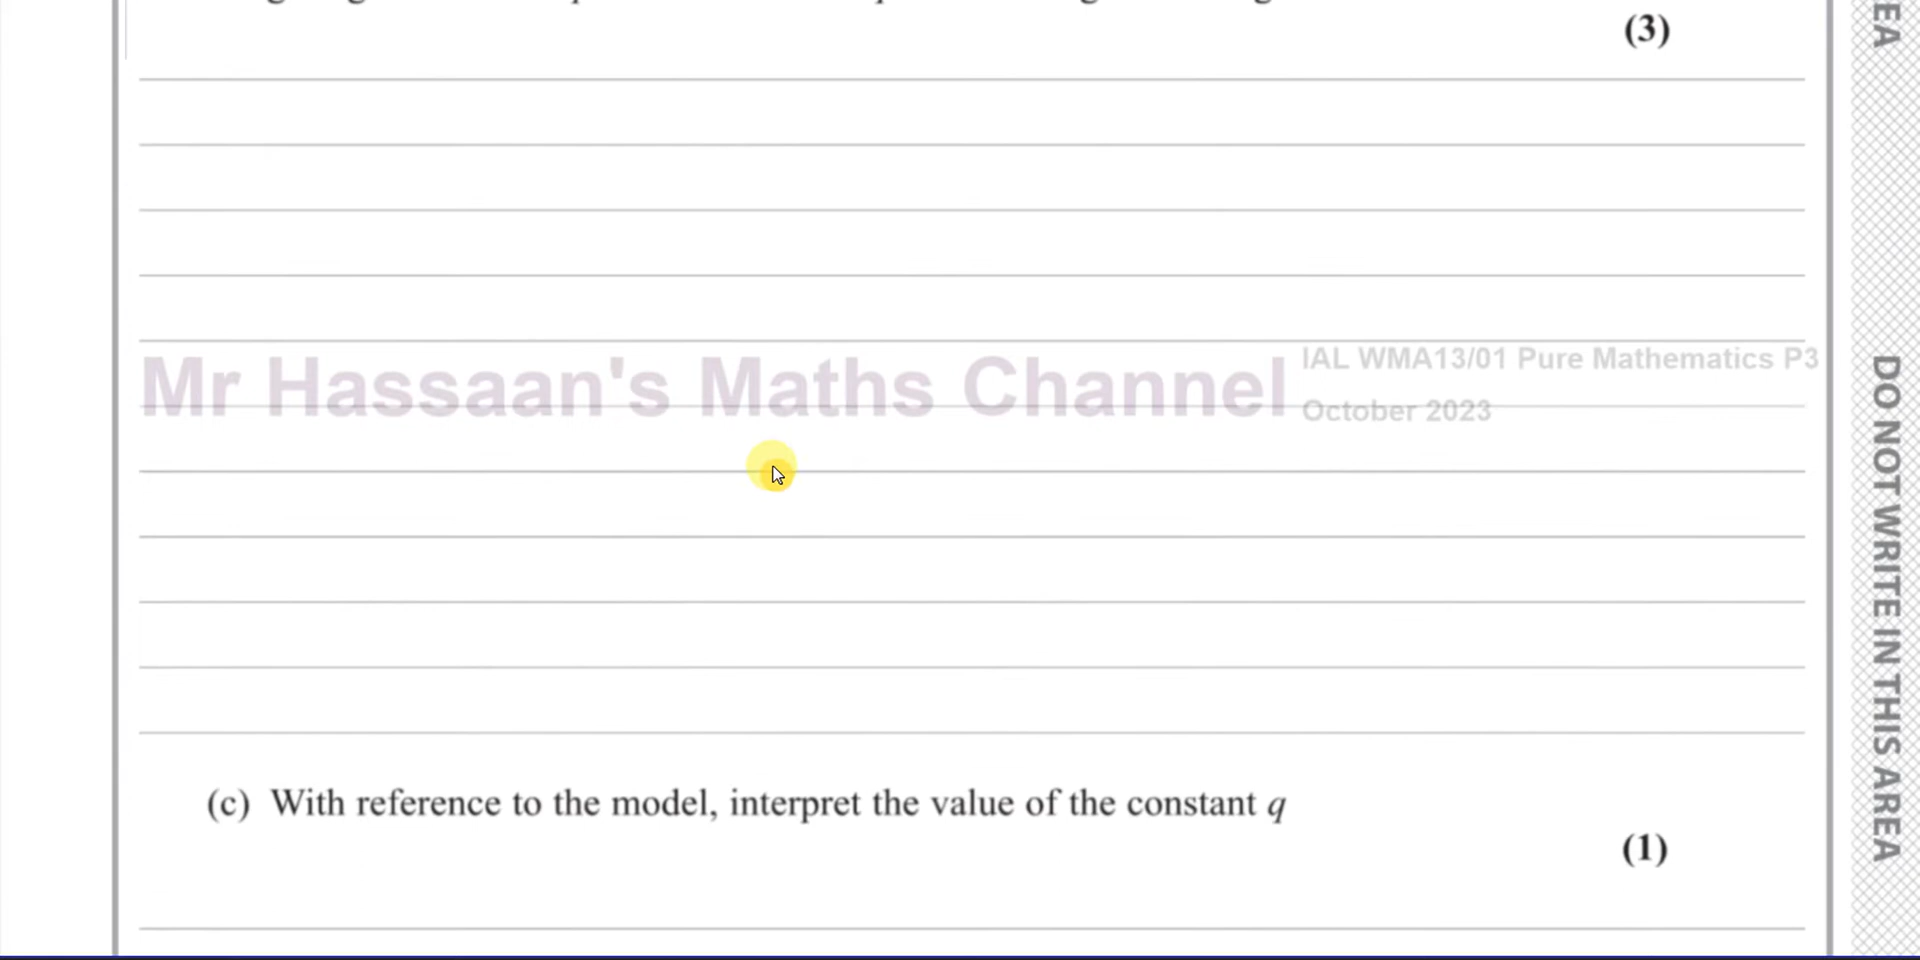 (3)
EA
Mr Hassaan's Maths Channel
IAL WMA13/01 Pure Mathematics P3
October 2023
DO NOT WRITE IN THIS AREA
(c) With reference to the model, interpret the value of the constant q
(1)